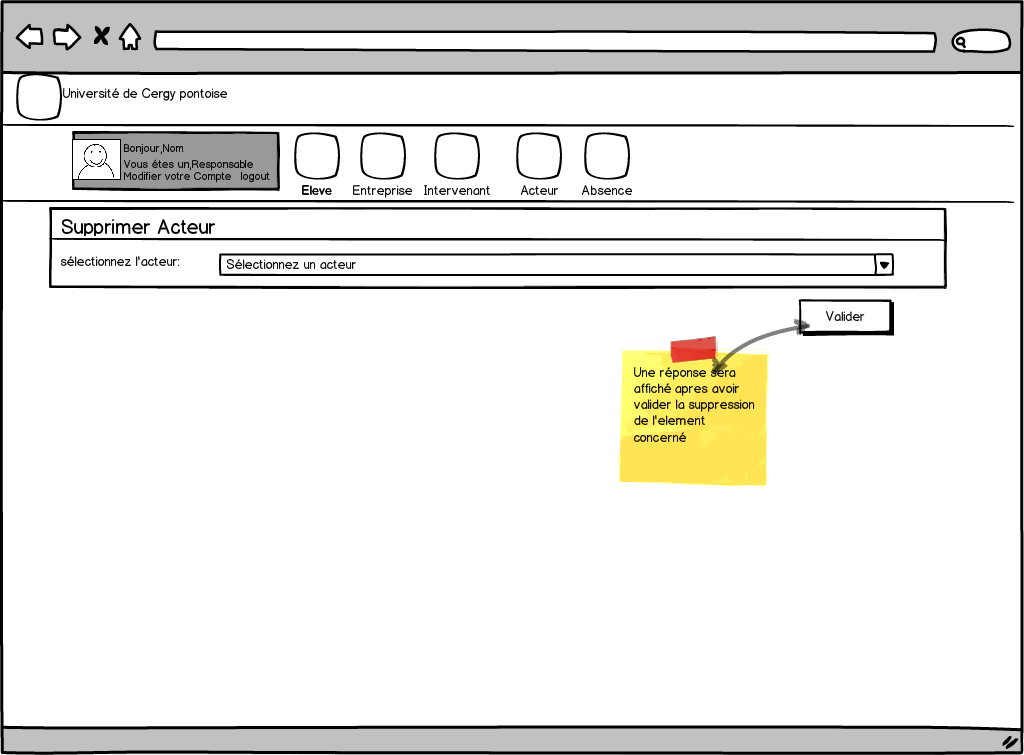 Université de Cergy pontoise
Bonjour,Nom
Vous étes un,Responsable
Modifier votre Compte logout
Eleve
Entreprise
Intervenant
Acteur
Absence
Supprimer Acteur
sélectionnez l'acteur:
Sélectionnez un acteur
Valider
Une réponse sera
affiché apres avoir
valider la suppression
de l'element
concerné